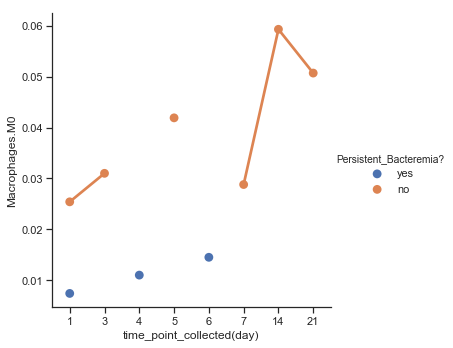 0.06
0.05
0.04
0.03
0.02
0.01
Macrophages.M0
1 3 4 5 6 7 14 21
time_point_collected(day)
Persistent_Bacteremia?
yes
no